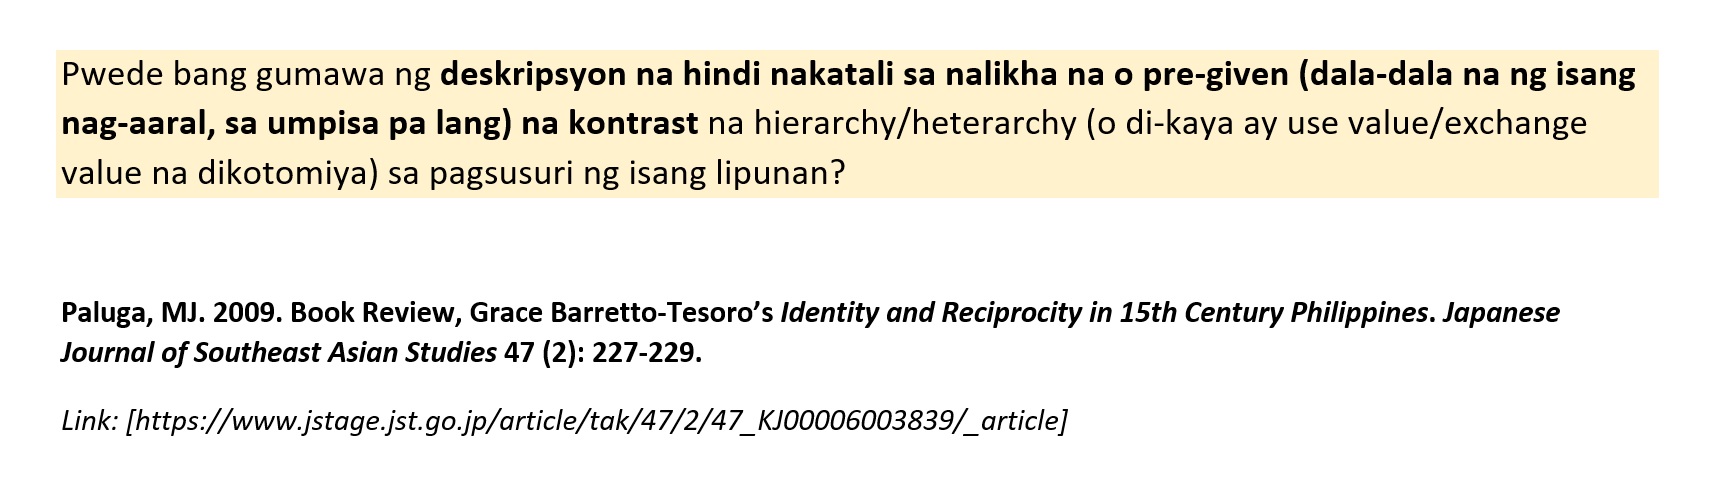 Pwede bang gumawa ng deskripsyon na hindi nakatali sa nalikha na o pre-given (dala-dala na ng isang
nag-aaral, sa umpisa pa lang) na kontrast na hierarchy/heterarchy (o di-kaya ay use value/exchange
value na dikotomiya) sa pagsusuri ng isang lipunan?
Paluga, MJ. 2009. Book Review, Grace Barretto-Tesoro’s Identity and Reciprocity in 15th Century Philippines. Japanese
Journal of Southeast Asian Studies 47 (2): 227-229.
Link: [https://www.jstage.jst.go.jp/article/tak/47/2/47_KJ00006003839/_article]